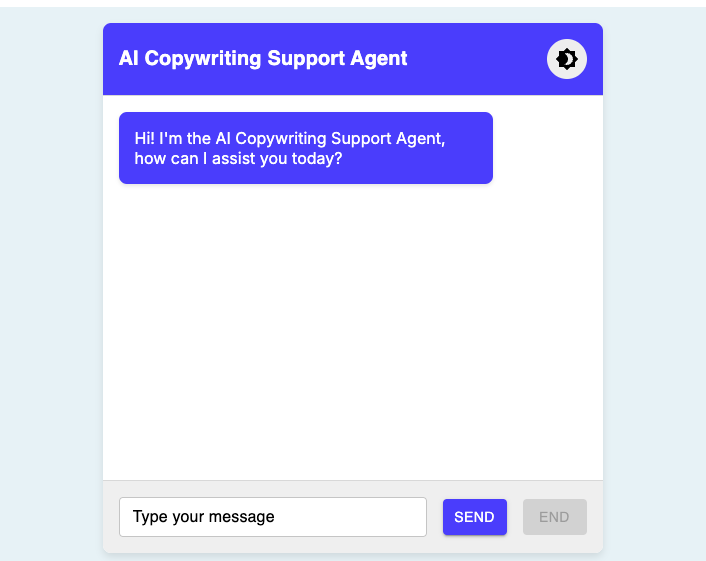 AI Copywriting Support Agent
Hi! I'm the AI Copywriting Support Agent,
how can I assist you today?
Type your message
SEND
END